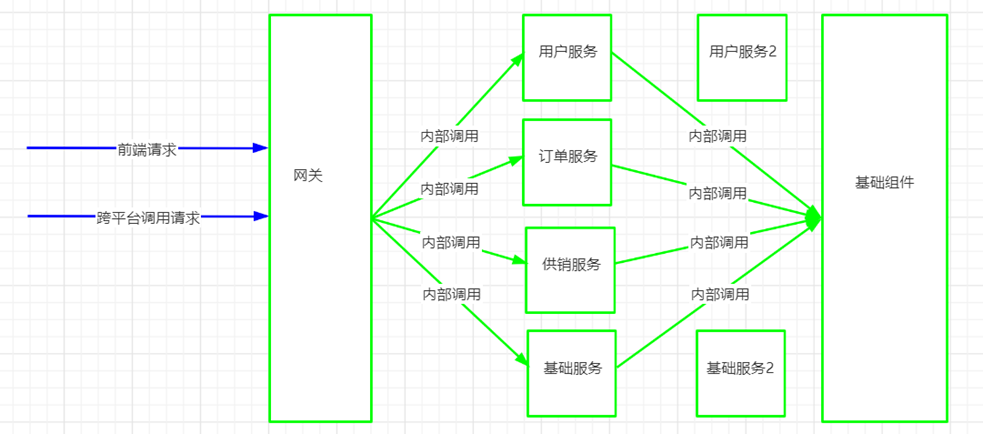 用户服务
用户服务2
内部调用
内部调用
前端请求
订单服务
网关
基础组件
内部调用
内部调用
跨平台调用请求
内部调用
内部调用
供销服务
内部调用
内部调用
基础服务
基础服务2